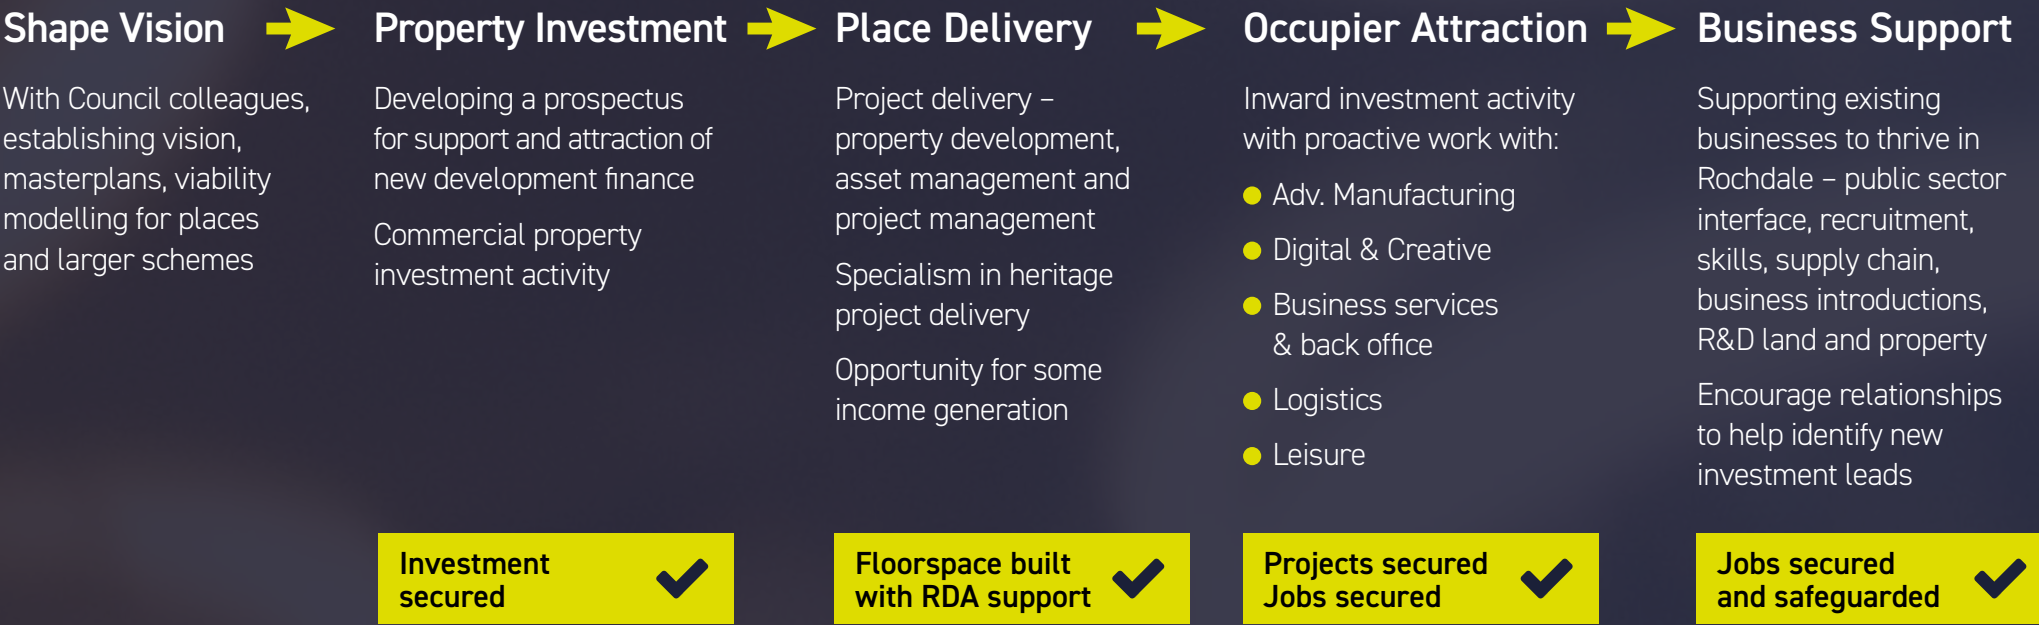 Shape Vision
With Council colleagues,
establishing vision,
masterplans, viability
modelling for places
and larger schemes
Property Investment
Developing a prospectus
for support and attraction of
new development finance
Commercial property
investment activity
Investment
secured
Place Delivery
Project delivery –
property development,
asset management and
project management
Specialism in heritage
project delivery
Opportunity for some
income generation
Floorspace built
with RDA support
Occupier Attraction
Inward investment activity
with proactive work with:
Adv. Manufacturing
Digital & Creative
Business services
& back office
Logistics
Leisure
Projects secured
Jobs secured
Business Support
Supporting existing
businesses to thrive in
Rochdale – public sector
interface, recruitment,
skills, supply chain,
business introductions,
R&D land and property
Encourage relationships
to help identify new
investment leads
Jobs secured
and safeguarded